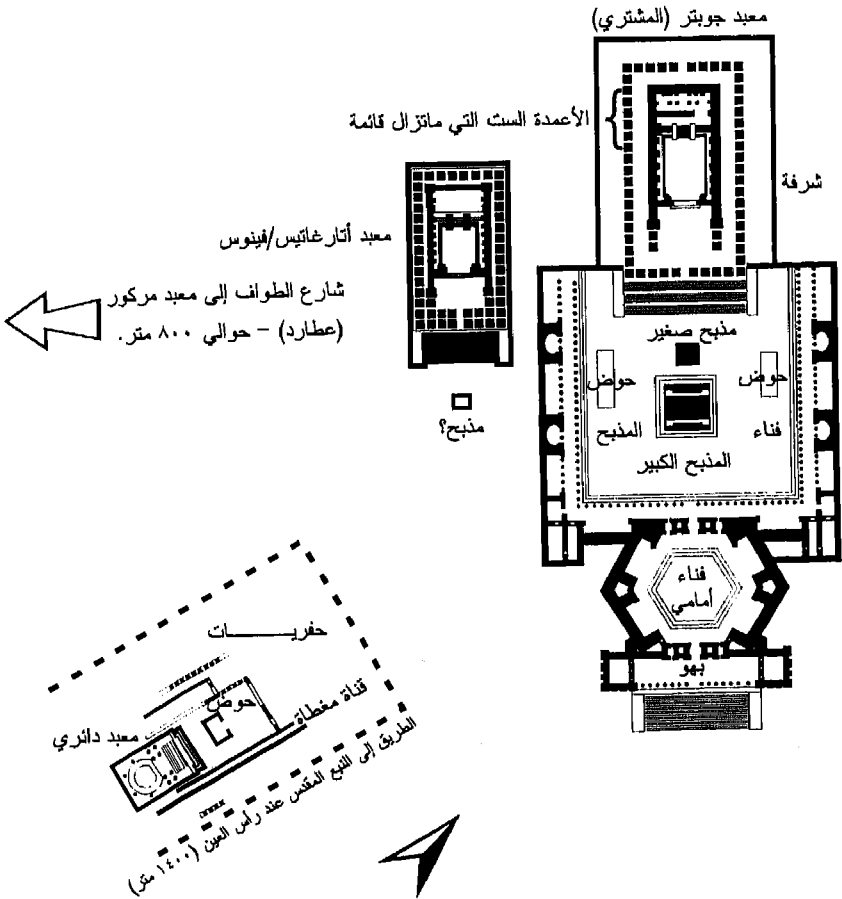 معبد جوبتر (المشتري)
الأعمدة الست التي ماتزال قائمة
شرفة
معبد أتارغاتيس/فينوس
شارع الطواف إلى معبد مركور
(عطارد) – حوالي ٨٠٠ متر.
مذبح صغير
حوض
حوض
فناء
المذبح
المذبح الكبير
مذبح؟
فناء
أمامي
بهو
حفريــــــات
حوض
قناة مغطاة
معبد دائري
الطريق إلى النبع المقدس عند رأس العين (١٤٠٠ متر)